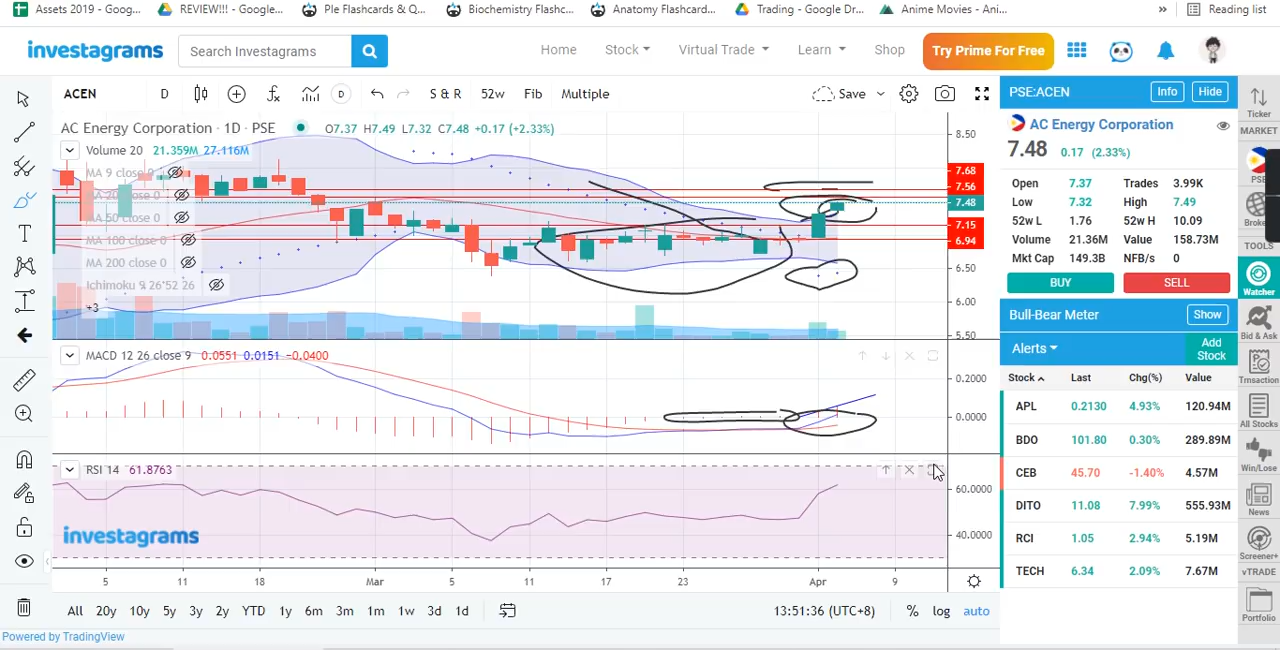 Assets 2019 - Goog... REVIEW!!! - Google... Ple Flashcards & Q... Biochemistry Flashc... Anatomy Flashcard... Trading - Google Dr... Anime Movies - Ani... » Reading list
investagrams Search Investagrams Home Stock Virtual Trade Learn Shop Try Prime For Free
ACEN D D S & R 52w Fib Multiple Save
AC Energy Corporation · 1D · PSE O7.37 H7.49 L7.32 C7.48 +0.17 (+2.33%)
Volume 20 21.359M 27.116M
MA 9 close 0
MA 20 close 0
MA 50 close 0
MA 100 close 0
MA 200 close 0
Ichimoku 9 26 52 26
+3
8.50
7.68
7.56
7.48
7.15
6.94
6.50
6.00
5.50
MACD 12 26 close 9 0.0551 0.0151 −0.0400
0.2000
0.0000
RSI 14 61.8763
60.0000
40.0000
investagrams
5 11 18 Mar 5 11 17 23 Apr 9
All 20y 10y 5y 3y 2y YTD 1y 6m 3m 1m 1w 3d 1d 13:51:36 (UTC+8) % log auto
Powered by TradingView
PSE:ACEN Info Hide
AC Energy Corporation
7.48 0.17 (2.33%)
Open 7.37 Trades 3.99K
Low 7.32 High 7.49
52w L 1.76 52w H 10.09
Volume 21.36M Value 158.73M
Mkt Cap 149.3B NFB/s 0
BUY SELL
Bull-Bear Meter Show
Alerts Add Stock
Stock Last Chg(%) Value
APL 0.2130 4.93% 120.94M
BDO 101.80 0.30% 289.89M
CEB 45.70 -1.40% 4.57M
DITO 11.08 7.99% 555.93M
RCI 1.05 2.94% 5.19M
TECH 6.34 2.09% 7.67M
Ticker
MARKET
PSE
Broke
TOOLS
Watcher
Bid & Ask
Trnsaction
All Stocks
Win/Lose
News
Screener+
vTRADE
Portfolio